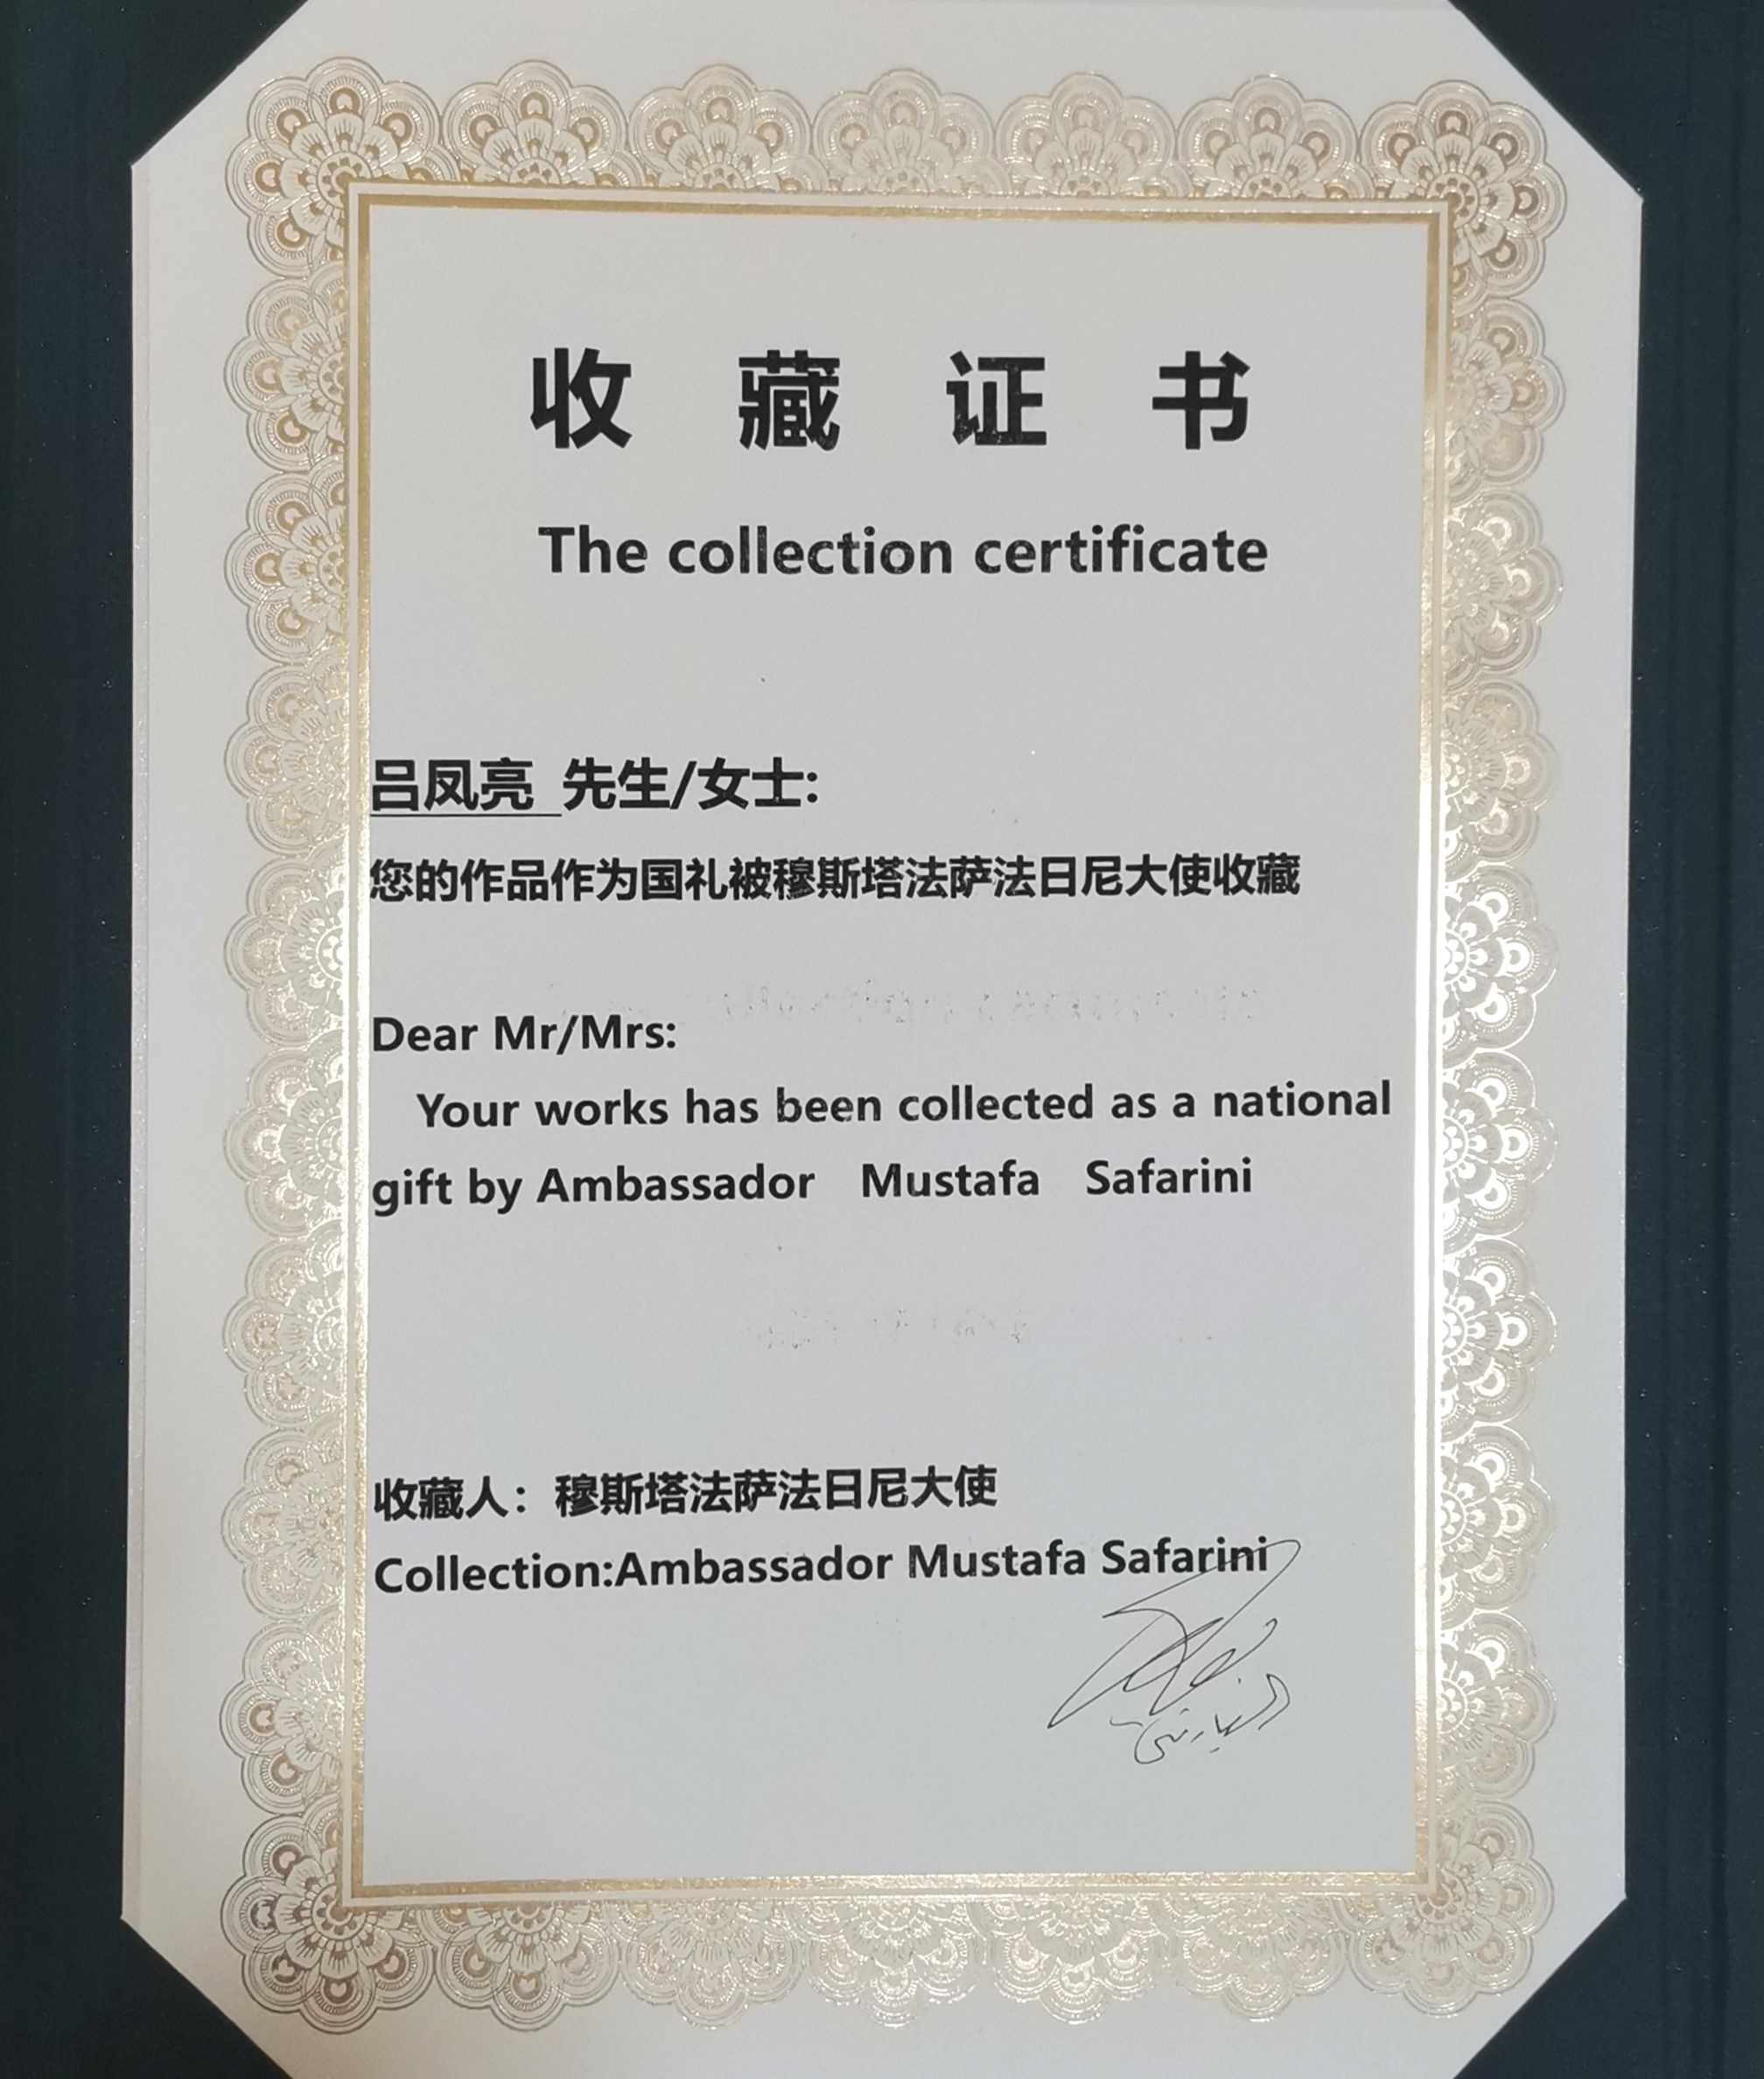 收藏证书
The collection certificate
吕凤亮 先生/女士:
您的作品作为国礼被穆斯塔法萨法日尼大使收藏
Dear Mr/Mrs:
Your works has been collected as a national
gift by Ambassador Mustafa Safarini
收藏人：穆斯塔法萨法日尼大使
Collection:Ambassador Mustafa Safarini